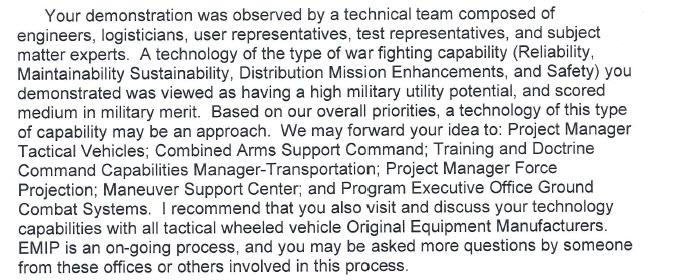 Your demonstration was observed by a technical team composed of
engineers, logisticians, user representatives, test representatives, and subject
matter experts. A technology of the type of war fighting capability (Reliability,
Maintainability Sustainability, Distribution Mission Enhancements, and Safety) you
demonstrated was viewed as having a high military utility potential, and scored
medium in military merit. Based on our overall priorities, a technology of this type
of capability may be an approach. We may forward your idea to: Project Manager
Tactical Vehicles; Combined Arms Support Command; Training and Doctrine
Command Capabilities Manager-Transportation; Project Manager Force
Projection; Maneuver Support Center; and Program Executive Office Ground
Combat Systems. I recommend that you also visit and discuss your technology
capabilities with all tactical wheeled vehicle Original Equipment Manufacturers.
EMIP is an on-going process, and you may be asked more questions by someone
from these offices or others involved in this process.